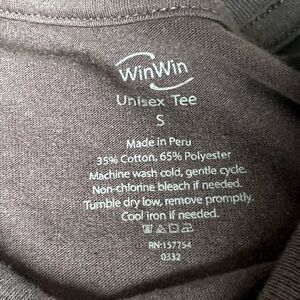 WinWin
Unisex Tee
S
Made in Peru
35% Cotton, 65% Polyester
Machine wash cold, gentle cycle.
Non-chlorine bleach if needed.
Tumble dry low, remove promptly.
Cool iron if needed.
RN:157754
0332